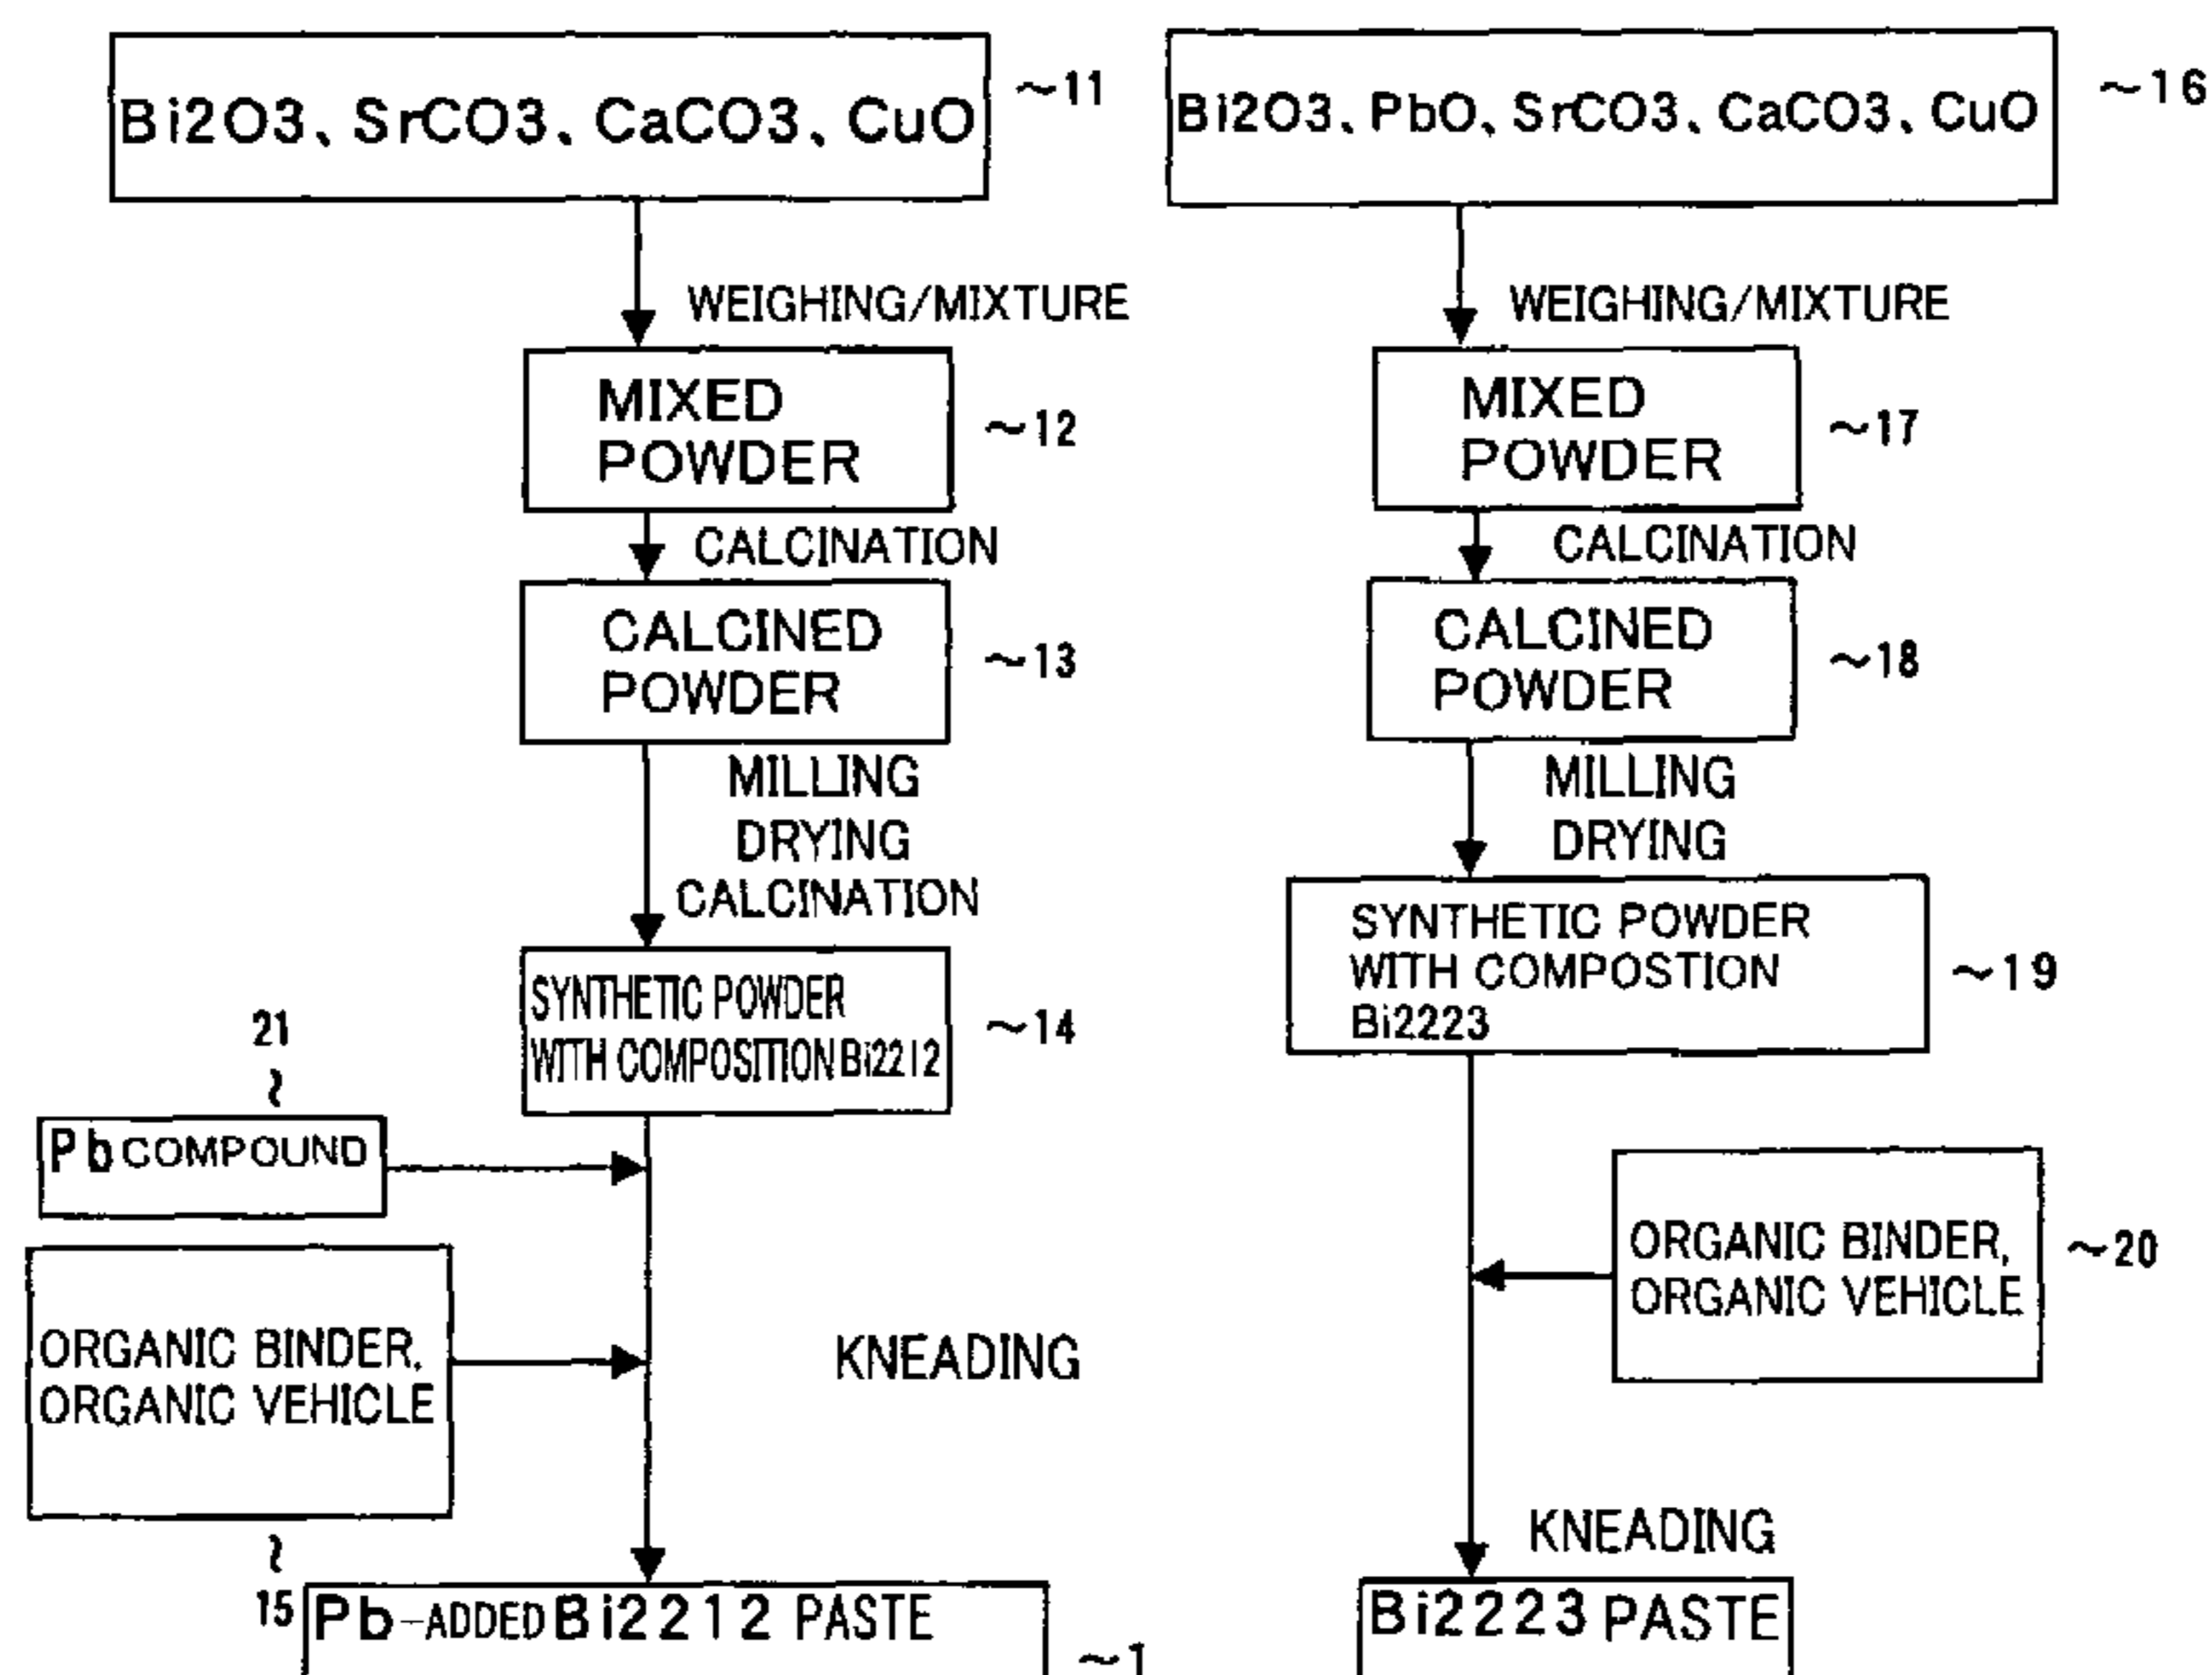 Bi2O3、SrCO3、CaCO3、CuO
~11
WEIGHING/MIXTURE
MIXED
POWDER
~12
CALCINATION
CALCINED
POWDER
~13
MILLING
DRYING
CALCINATION
SYNTHETIC POWDER
WITH COMPOSITION Bi2212
~14
21
Pb COMPOUND
ORGANIC BINDER,
ORGANIC VEHICLE
15
KNEADING
Pb-ADDED Bi2212 PASTE
~1
Bi2O3、PbO、SrCO3、CaCO3、CuO
~16
WEIGHING/MIXTURE
MIXED
POWDER
~17
CALCINATION
CALCINED
POWDER
~18
MILLING
DRYING
SYNTHETIC POWDER
WITH COMPOSTION
Bi2223
~19
ORGANIC BINDER,
ORGANIC VEHICLE
~20
KNEADING
Bi2223 PASTE